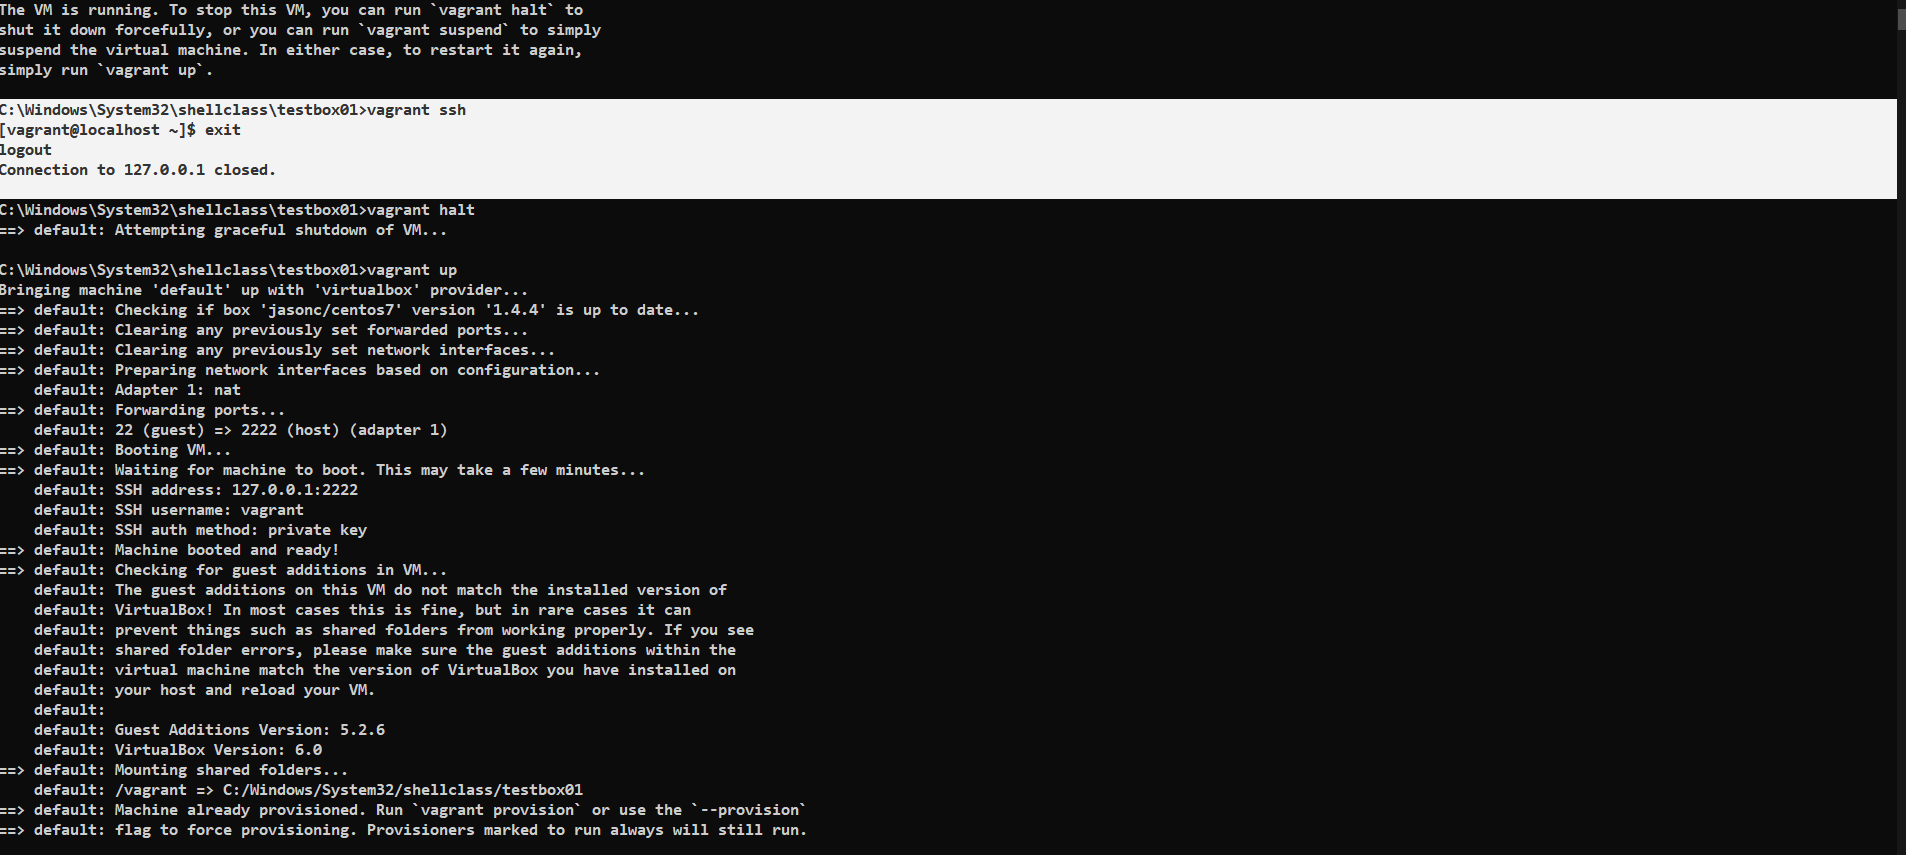 The VM is running. To stop this VM, you can run `vagrant halt` to
shut it down forcefully, or you can run `vagrant suspend` to simply
suspend the virtual machine. In either case, to restart it again,
simply run `vagrant up`.
C:\Windows\System32\shellclass\testbox01>vagrant ssh
[vagrant@localhost ~]$ exit
logout
Connection to 127.0.0.1 closed.
C:\Windows\System32\shellclass\testbox01>vagrant halt
==> default: Attempting graceful shutdown of VM...
C:\Windows\System32\shellclass\testbox01>vagrant up
Bringing machine 'default' up with 'virtualbox' provider...
==> default: Checking if box 'jasonc/centos7' version '1.4.4' is up to date...
==> default: Clearing any previously set forwarded ports...
==> default: Clearing any previously set network interfaces...
==> default: Preparing network interfaces based on configuration...
    default: Adapter 1: nat
==> default: Forwarding ports...
    default: 22 (guest) => 2222 (host) (adapter 1)
==> default: Booting VM...
==> default: Waiting for machine to boot. This may take a few minutes...
    default: SSH address: 127.0.0.1:2222
    default: SSH username: vagrant
    default: SSH auth method: private key
==> default: Machine booted and ready!
==> default: Checking for guest additions in VM...
    default: The guest additions on this VM do not match the installed version of
    default: VirtualBox! In most cases this is fine, but in rare cases it can
    default: prevent things such as shared folders from working properly. If you see
    default: shared folder errors, please make sure the guest additions within the
    default: virtual machine match the version of VirtualBox you have installed on
    default: your host and reload your VM.
    default:
    default: Guest Additions Version: 5.2.6
    default: VirtualBox Version: 6.0
==> default: Mounting shared folders...
    default: /vagrant => C:/Windows/System32/shellclass/testbox01
==> default: Machine already provisioned. Run `vagrant provision` or use the `--provision`
==> default: flag to force provisioning. Provisioners marked to run always will still run.